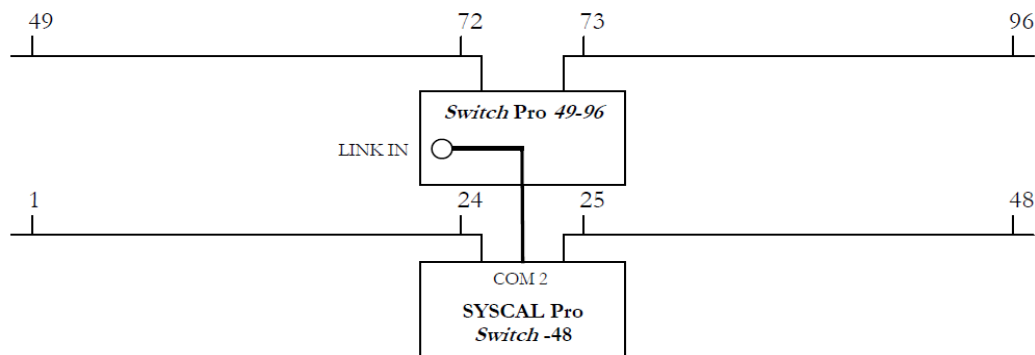 49 72 73 96
Switch Pro 49-96
LINK IN
1 24 25 48
COM 2
SYSCAL Pro
Switch -48